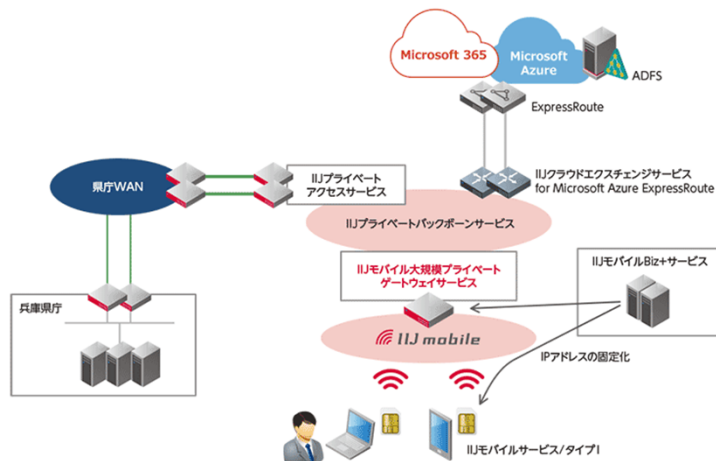 Microsoft 365
Microsoft
Azure
ADFS
ExpressRoute
県庁WAN
IIJプライベート
アクセスサービス
IIJクラウドエクスチェンジサービス
for Microsoft Azure ExpressRoute
IIJプライベートバックボーンサービス
IIJモバイル大規模プライベート
ゲートウェイサービス
IIJモバイルBiz+サービス
兵庫県庁
IIJ mobile
IPアドレスの固定化
IIJモバイルサービス/タイプI